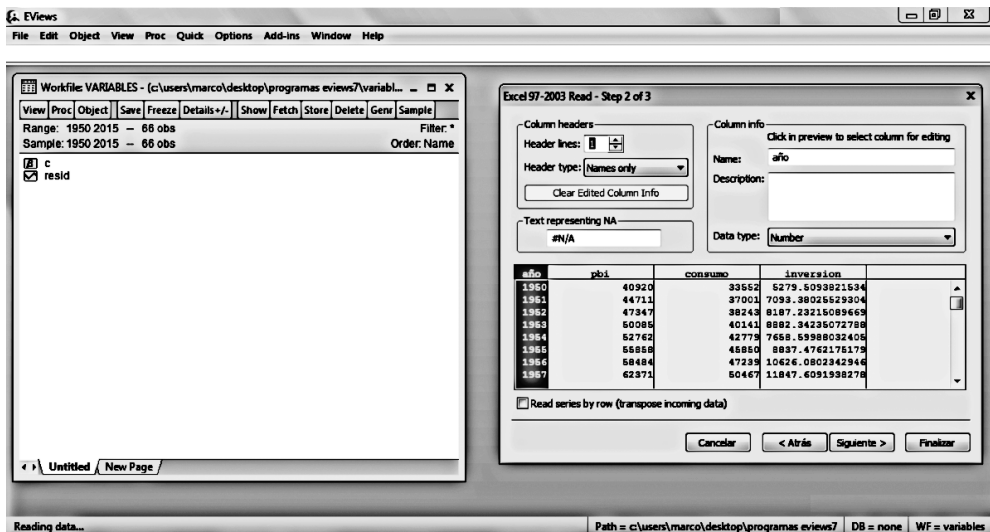 EViews
File Edit Object View Proc Quick Options Add-ins Window Help
Workfile: VARIABLES - (c:\users\marco\desktop\programas eviews7\variabl...
View Proc Object Save Freeze Details+/- Show Fetch Store Delete Genr Sample
Range: 1950 2015 -- 66 obs Filter: *
Sample: 1950 2015 -- 66 obs Order: Name
c
resid
Untitled New Page
Excel 97-2003 Read - Step 2 of 3
Column headers
Header lines: 1
Header type: Names only
Clear Edited Column Info
Text representing NA
#N/A
Column info
Click in preview to select column for editing
Name: año
Description:
Data type: Number
año pbi consumo inversion
1950 40920 33552 5279.5093821534
1951 44711 37001 7093.38025529304
1952 47347 38243 8187.23215089669
1953 50085 40141 8882.34235072788
1954 52762 42779 7658.59988032405
1955 55858 45850 8837.4762175179
1956 58484 47239 10626.0802342946
1957 62371 50467 11847.6091938278
Read series by row (transpose incoming data)
Cancelar < Atrás Siguiente > Finalizar
Reading data... Path = c:\users\marco\desktop\programas eviews7 DB = none WF = variables